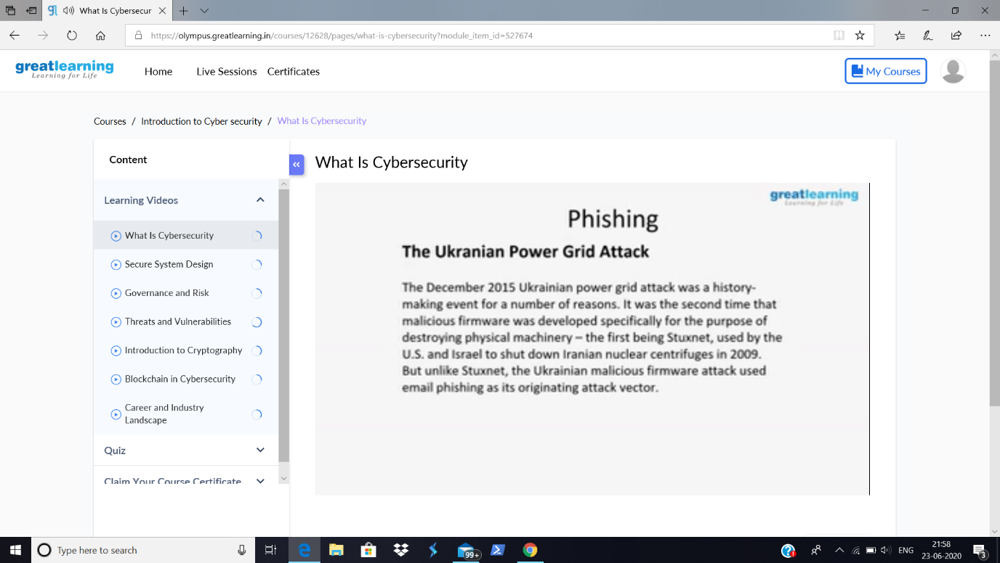 What Is Cybersecur
https://olympus.greatlearning.in/courses/12628/pages/what-is-cybersecurity?module_item_id=527674
greatlearning
Learning for Life
Home
Live Sessions
Certificates
My Courses
Courses / Introduction to Cyber security / What Is Cybersecurity
Content
Learning Videos
What Is Cybersecurity
Secure System Design
Governance and Risk
Threats and Vulnerabilities
Introduction to Cryptography
Blockchain in Cybersecurity
Career and Industry
Landscape
Quiz
Claim Your Course Certificate
What Is Cybersecurity
greatlearning
Learning for Life
Phishing
The Ukranian Power Grid Attack
The December 2015 Ukrainian power grid attack was a history-
making event for a number of reasons. It was the second time that
malicious firmware was developed specifically for the purpose of
destroying physical machinery – the first being Stuxnet, used by the
U.S. and Israel to shut down Iranian nuclear centrifuges in 2009.
But unlike Stuxnet, the Ukrainian malicious firmware attack used
email phishing as its originating attack vector.
Type here to search
99+
ENG
21:58
23-06-2020
3